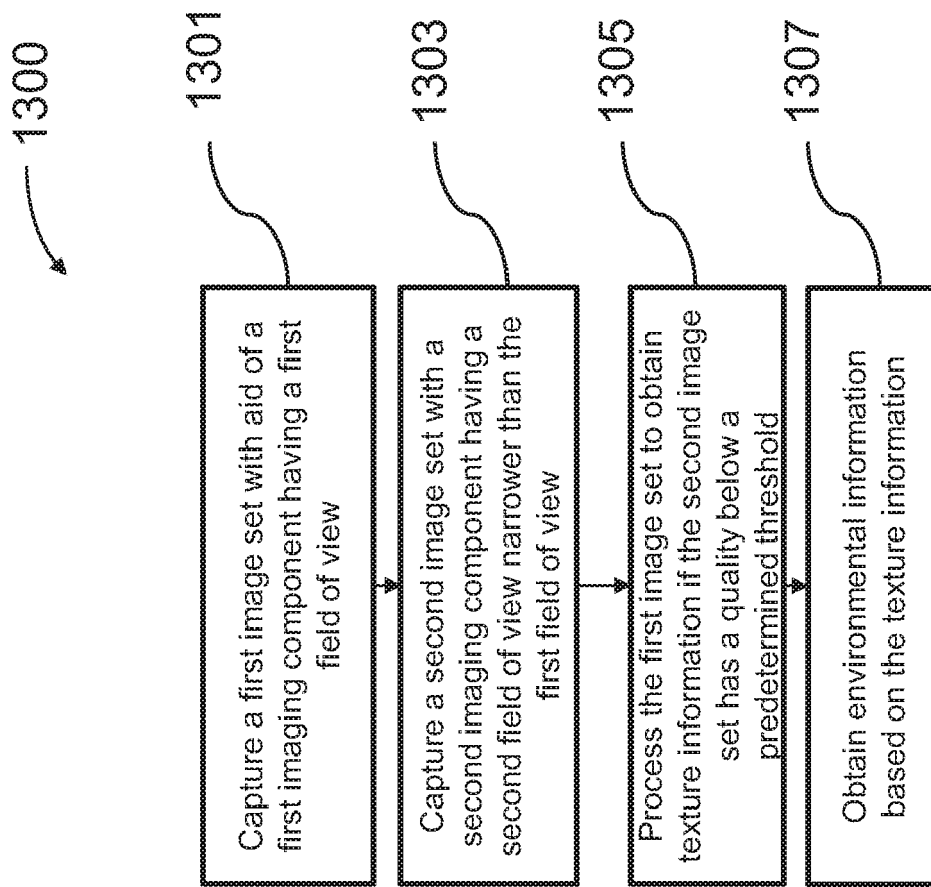 1300
Capture a first image set with aid of a
first imaging component having a first
field of view
1301
Capture a second image set with a
second imaging component having a
second field of view narrower than the
first field of view
1303
Process the first image set to obtain
texture information if the second image
set has a quality below a
predetermined threshold
1305
Obtain environmental information
based on the texture information
1307